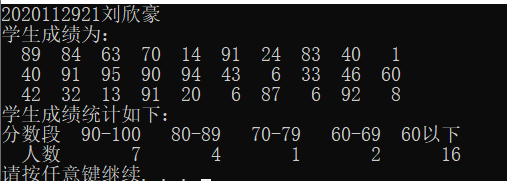 2020112921刘欣豪
学生成绩为:
89 84 63 70 14 91 24 83 40 1
40 91 95 90 94 43 6 33 46 60
42 32 13 91 20 6 87 6 92 8
学生成绩统计如下:
分数段 90-100 80-89 70-79 60-69 60以下
人数 7 4 1 2 16
请按任意键继续. . .